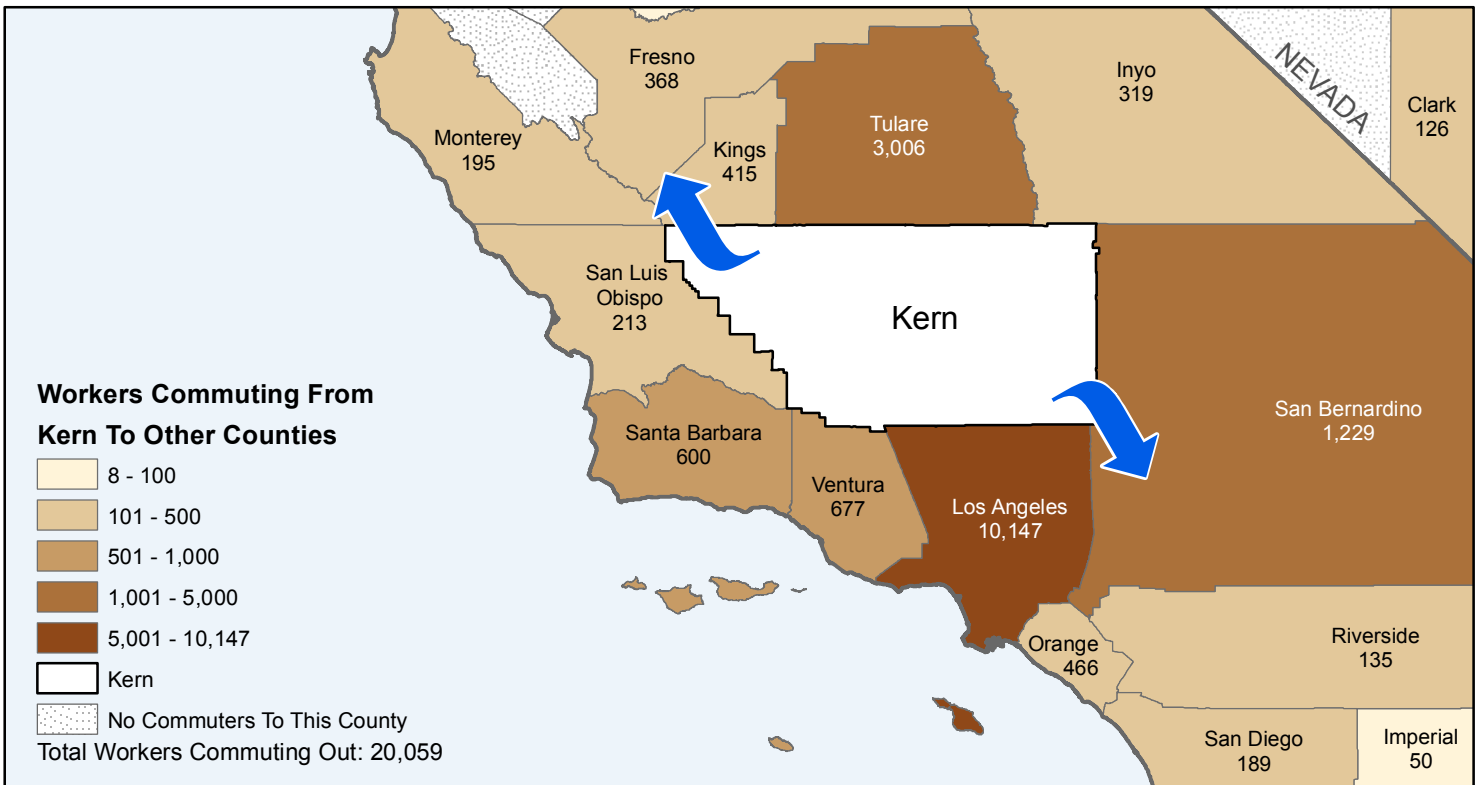 Fresno
368
Inyo
319
NEVADA
Clark
126
Monterey
195
Kings
415
Tulare
3,006
San Luis
Obispo
213
Kern
San Bernardino
1,229
Santa Barbara
600
Ventura
677
Los Angeles
10,147
Orange
466
Riverside
135
San Diego
189
Imperial
50
Workers Commuting From
Kern To Other Counties
8 - 100
101 - 500
501 - 1,000
1,001 - 5,000
5,001 - 10,147
Kern
No Commuters To This County
Total Workers Commuting Out: 20,059